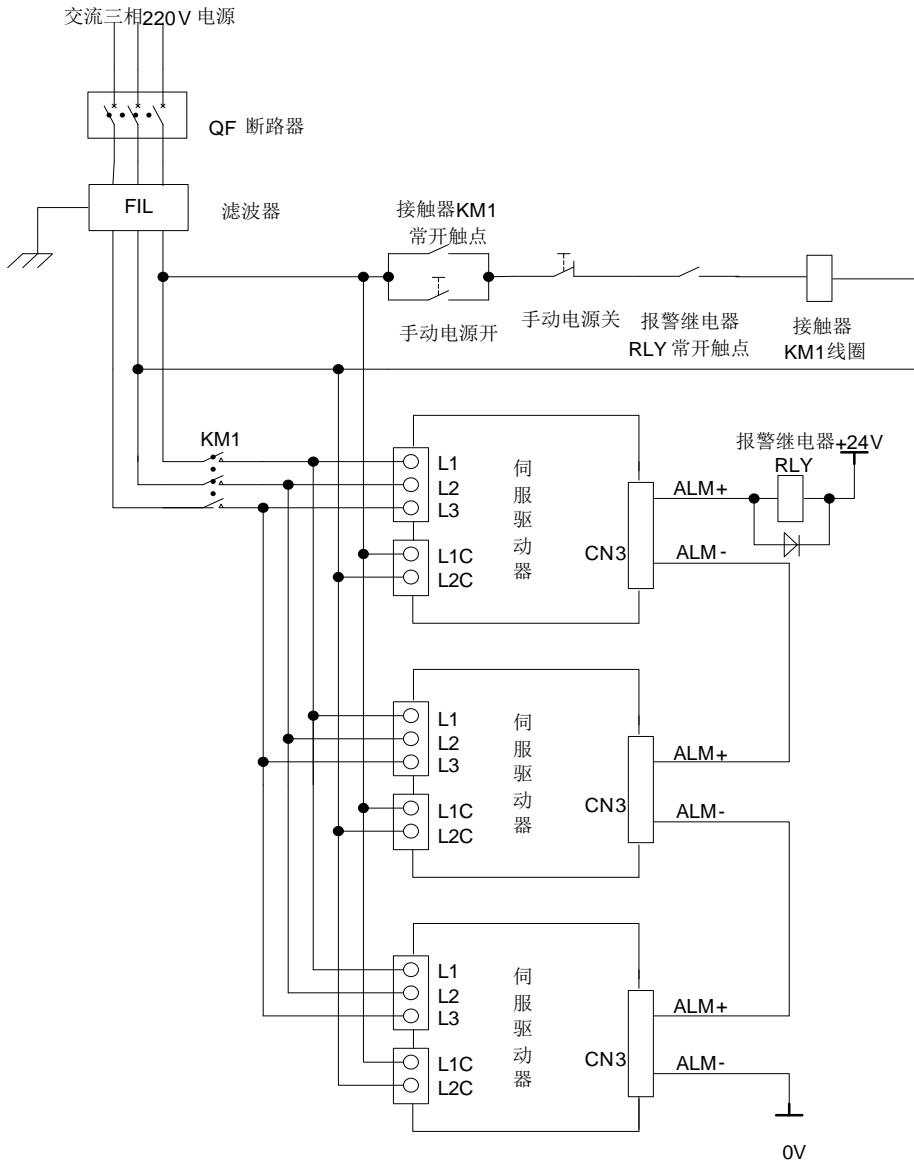 交流三相220V 电源
QF 断路器
FIL
滤波器
接触器KM1
常开触点
手动电源开
手动电源关
报警继电器
RLY 常开触点
接触器
KM1线圈
KM1
L1
L2
L3
L1C
L2C
伺服驱动器
CN3
ALM+
ALM-
报警继电器+24V
RLY
L1
L2
L3
L1C
L2C
伺服驱动器
CN3
ALM+
ALM-
L1
L2
L3
L1C
L2C
伺服驱动器
CN3
ALM+
ALM-
0V